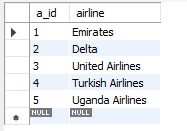 a_id airline
1 Emirates
2 Delta
3 United Airlines
4 Turkish Airlines
5 Uganda Airlines
NULL NULL